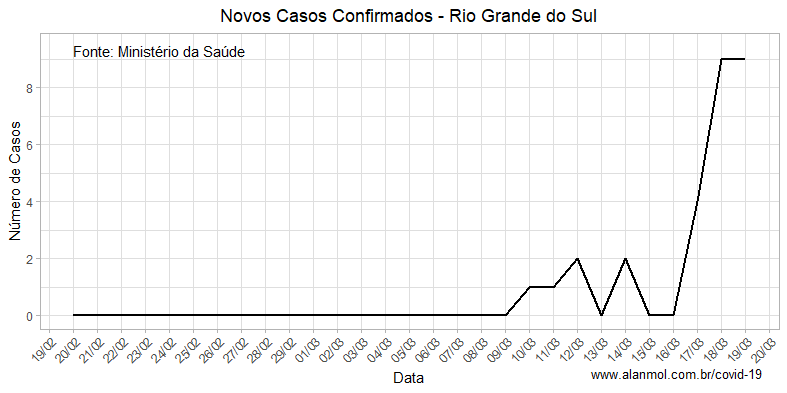 Novos Casos Confirmados - Rio Grande do Sul
Fonte: Ministério da Saúde
Número de Casos
8
6
4
2
0
19/02 20/02 21/02 22/02 23/02 24/02 25/02 26/02 27/02 28/02 29/02 01/03 02/03 03/03 04/03 05/03 06/03 07/03 08/03 09/03 10/03 11/03 12/03 13/03 14/03 15/03 16/03 17/03 18/03 19/03 20/03
Data
www.alanmol.com.br/covid-19